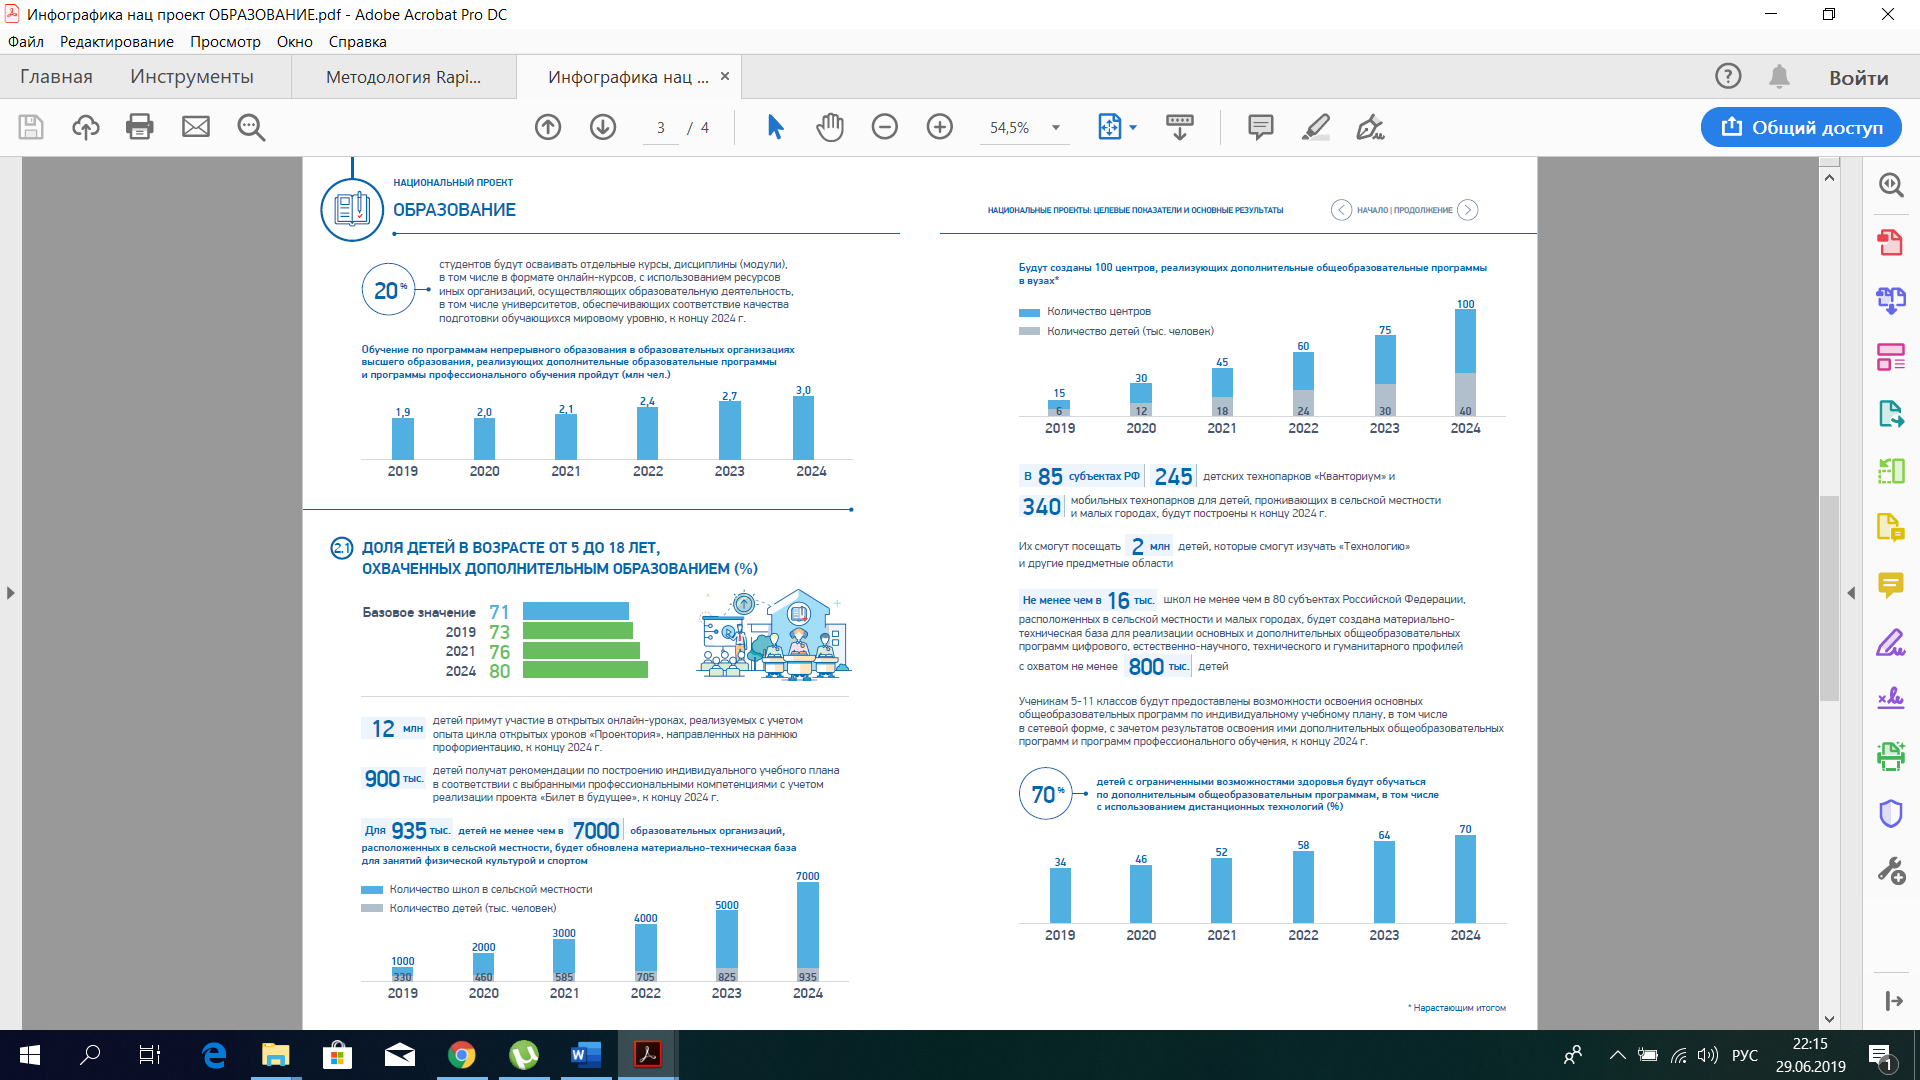 Инфографика нац проект ОБРАЗОВАНИЕ.pdf - Adobe Acrobat Pro DC
Файл Редактирование Просмотр Окно Справка
Главная Инструменты Методология Rapi... Инфографика нац ... × Войти
3 / 4 54,5% Общий доступ
НАЦИОНАЛЬНЫЙ ПРОЕКТ
ОБРАЗОВАНИЕ
20%
студентов будут осваивать отдельные курсы, дисциплины (модули),
в том числе в формате онлайн-курсов, с использованием ресурсов
иных организаций, осуществляющих образовательную деятельность,
в том числе университетов, обеспечивающих соответствие качества
подготовки обучающихся мировому уровню, к концу 2024 г.
Обучение по программам непрерывного образования в образовательных организациях
высшего образования, реализующих дополнительные образовательные программы
и программы профессионального обучения пройдут (млн чел.)
1,9 2,0 2,1 2,4 2,7 3,0
2019 2020 2021 2022 2023 2024
2.1 ДОЛЯ ДЕТЕЙ В ВОЗРАСТЕ ОТ 5 ДО 18 ЛЕТ,
ОХВАЧЕННЫХ ДОПОЛНИТЕЛЬНЫМ ОБРАЗОВАНИЕМ (%)
Базовое значение 71
2019 73
2021 76
2024 80
12 млн
детей примут участие в открытых онлайн-уроках, реализуемых с учетом
опыта цикла открытых уроков «Проектория», направленных на раннюю
профориентацию, к концу 2024 г.
900 тыс.
детей получат рекомендации по построению индивидуального учебного плана
в соответствии с выбранными профессиональными компетенциями с учетом
реализации проекта «Билет в будущее», к концу 2024 г.
Для 935 тыс. детей не менее чем в 7000 образовательных организаций,
расположенных в сельской местности, будет обновлена материально-техническая база
для занятий физической культурой и спортом
Количество школ в сельской местности
Количество детей (тыс. человек)
1000 2000 3000 4000 5000 7000
330 460 585 705 825 935
2019 2020 2021 2022 2023 2024
НАЦИОНАЛЬНЫЕ ПРОЕКТЫ: ЦЕЛЕВЫЕ ПОКАЗАТЕЛИ И ОСНОВНЫЕ РЕЗУЛЬТАТЫ НАЧАЛО | ПРОДОЛЖЕНИЕ
Будут созданы 100 центров, реализующих дополнительные общеобразовательные программы
в вузах*
Количество центров
Количество детей (тыс. человек)
15 30 45 60 75 100
6 12 18 24 30 40
2019 2020 2021 2022 2023 2024
В 85 субъектах РФ 245 детских технопарков «Кванториум» и
340 мобильных технопарков для детей, проживающих в сельской местности
и малых городах, будут построены к концу 2024 г.
Их смогут посещать 2 млн детей, которые смогут изучать «Технологию»
и другие предметные области
Не менее чем в 16 тыс. школ не менее чем в 80 субъектах Российской Федерации,
расположенных в сельской местности и малых городах, будет создана материально-
техническая база для реализации основных и дополнительных общеобразовательных
программ цифрового, естественно-научного, технического и гуманитарного профилей
с охватом не менее 800 тыс. детей
Ученикам 5-11 классов будут предоставлены возможности освоения основных
общеобразовательных программ по индивидуальному учебному плану, в том числе
в сетевой форме, с зачетом результатов освоения ими дополнительных общеобразовательных
программ и программ профессионального обучения, к концу 2024 г.
70%
детей с ограниченными возможностями здоровья будут обучаться
по дополнительным общеобразовательным программам, в том числе
с использованием дистанционных технологий (%)
34 46 52 58 64 70
2019 2020 2021 2022 2023 2024
* Нарастающим итогом
РУС 22:15
29.06.2019 1